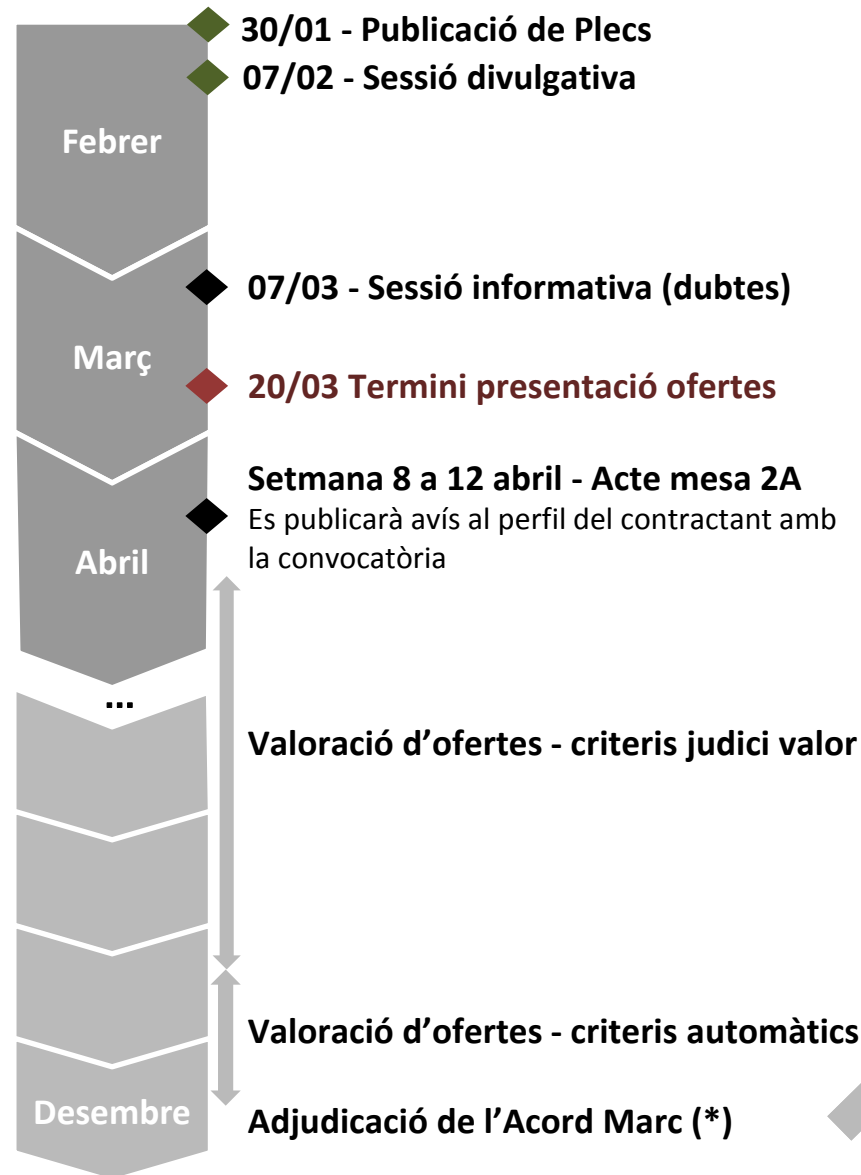 30/01 - Publicació de Plecs
07/02 - Sessió divulgativa
Febrer
07/03 - Sessió informativa (dubtes)
Març
20/03 Termini presentació ofertes
Setmana 8 a 12 abril - Acte mesa 2A
Es publicarà avís al perfil del contractant amb
la convocatòria
Abril
...
Valoració d’ofertes - criteris judici valor
Valoració d’ofertes - criteris automàtics
Desembre
Adjudicació de l’Acord Marc (*)